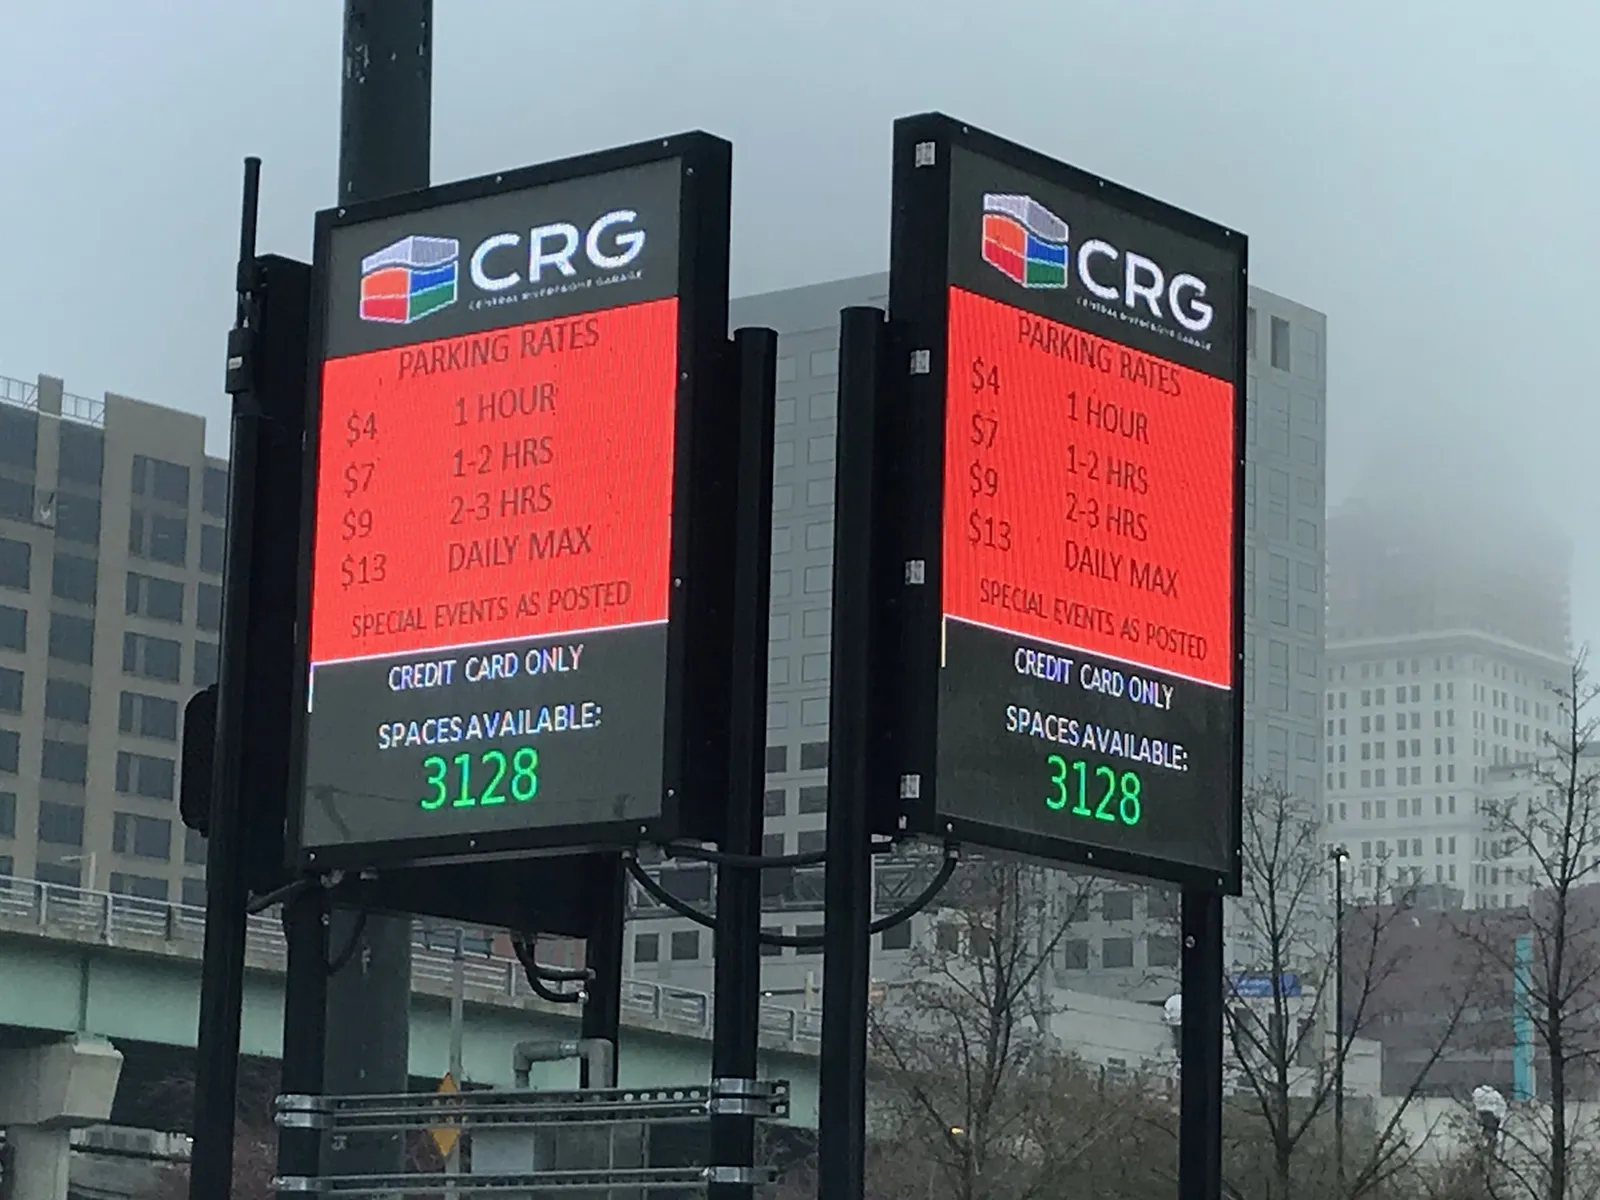 CRG
CENTRAL RIVERFRONT GARAGE
PARKING RATES
$4 1 HOUR
$7 1-2 HRS
$9 2-3 HRS
$13 DAILY MAX
SPECIAL EVENTS AS POSTED
CREDIT CARD ONLY
SPACES AVAILABLE:
3128
CRG
CENTRAL RIVERFRONT GARAGE
PARKING RATES
$4 1 HOUR
$7 1-2 HRS
$9 2-3 HRS
$13 DAILY MAX
SPECIAL EVENTS AS POSTED
CREDIT CARD ONLY
SPACES AVAILABLE:
3128